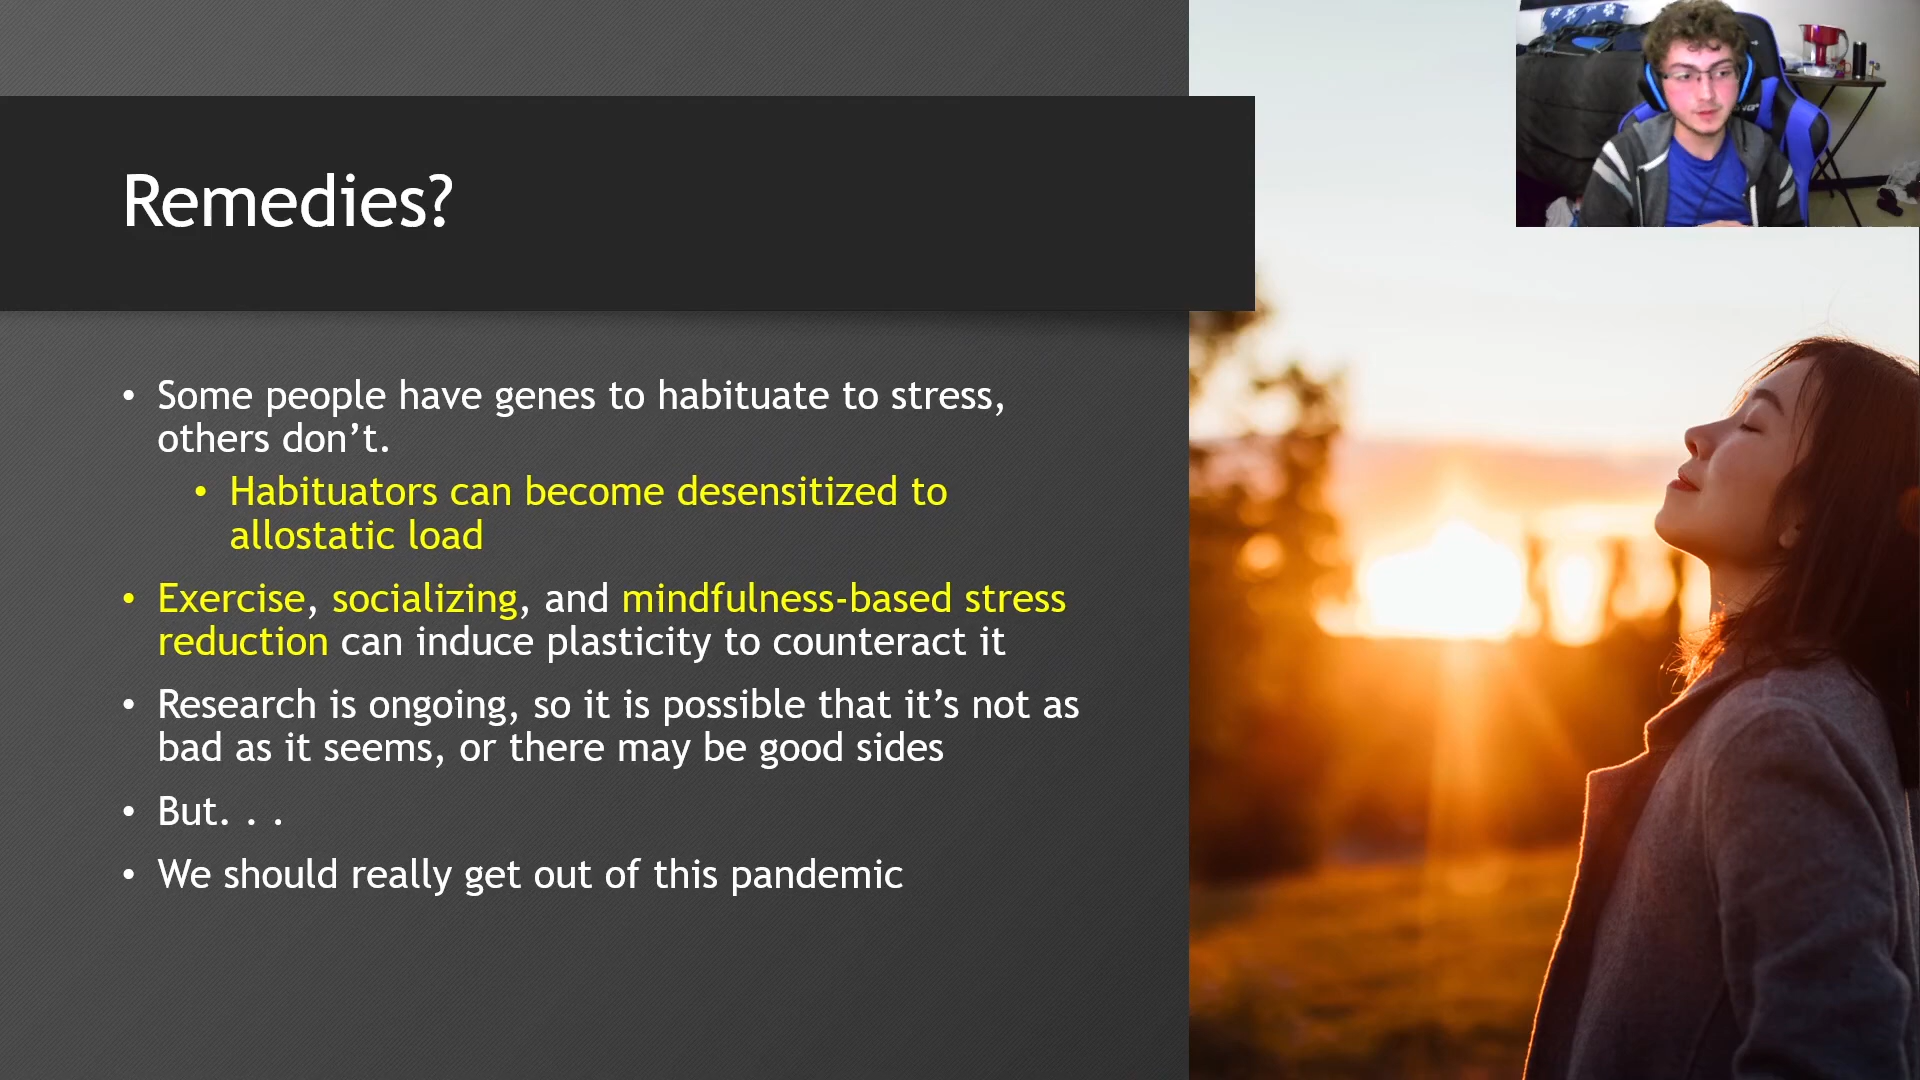 Remedies?
• Some people have genes to habituate to stress,
others don’t.
• Habituators can become desensitized to
allostatic load
• Exercise, socializing, and mindfulness-based stress
reduction can induce plasticity to counteract it
• Research is ongoing, so it is possible that it’s not as
bad as it seems, or there may be good sides
• But. . .
• We should really get out of this pandemic